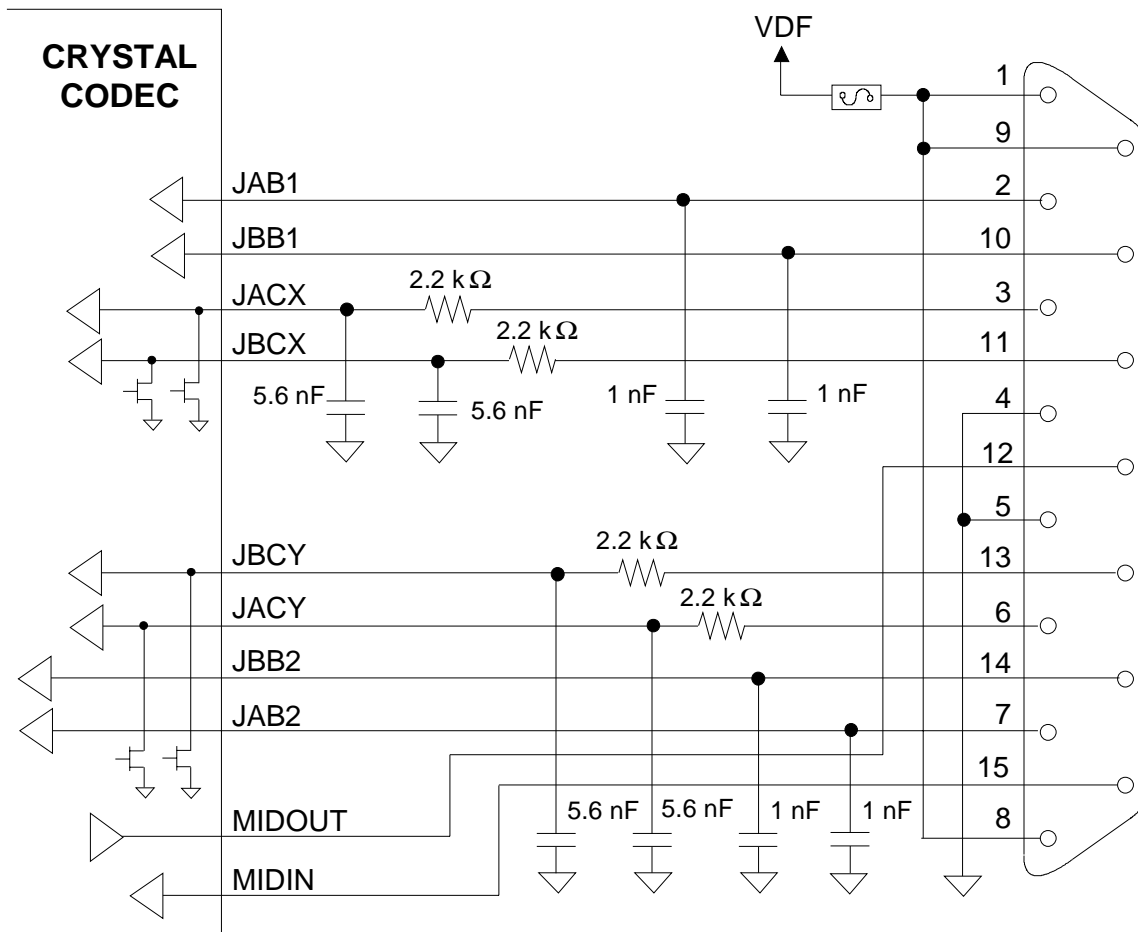 CRYSTAL
CODEC
VDF
1
9
JAB1
2
JBB1
10
2.2 kΩ
JACX
3
2.2 kΩ
JBCX
11
5.6 nF
5.6 nF
1 nF
1 nF
4
12
5
2.2 kΩ
JBCY
13
2.2 kΩ
JACY
6
JBB2
14
JAB2
7
15
MIDOUT
5.6 nF
5.6 nF
1 nF
1 nF
8
MIDIN